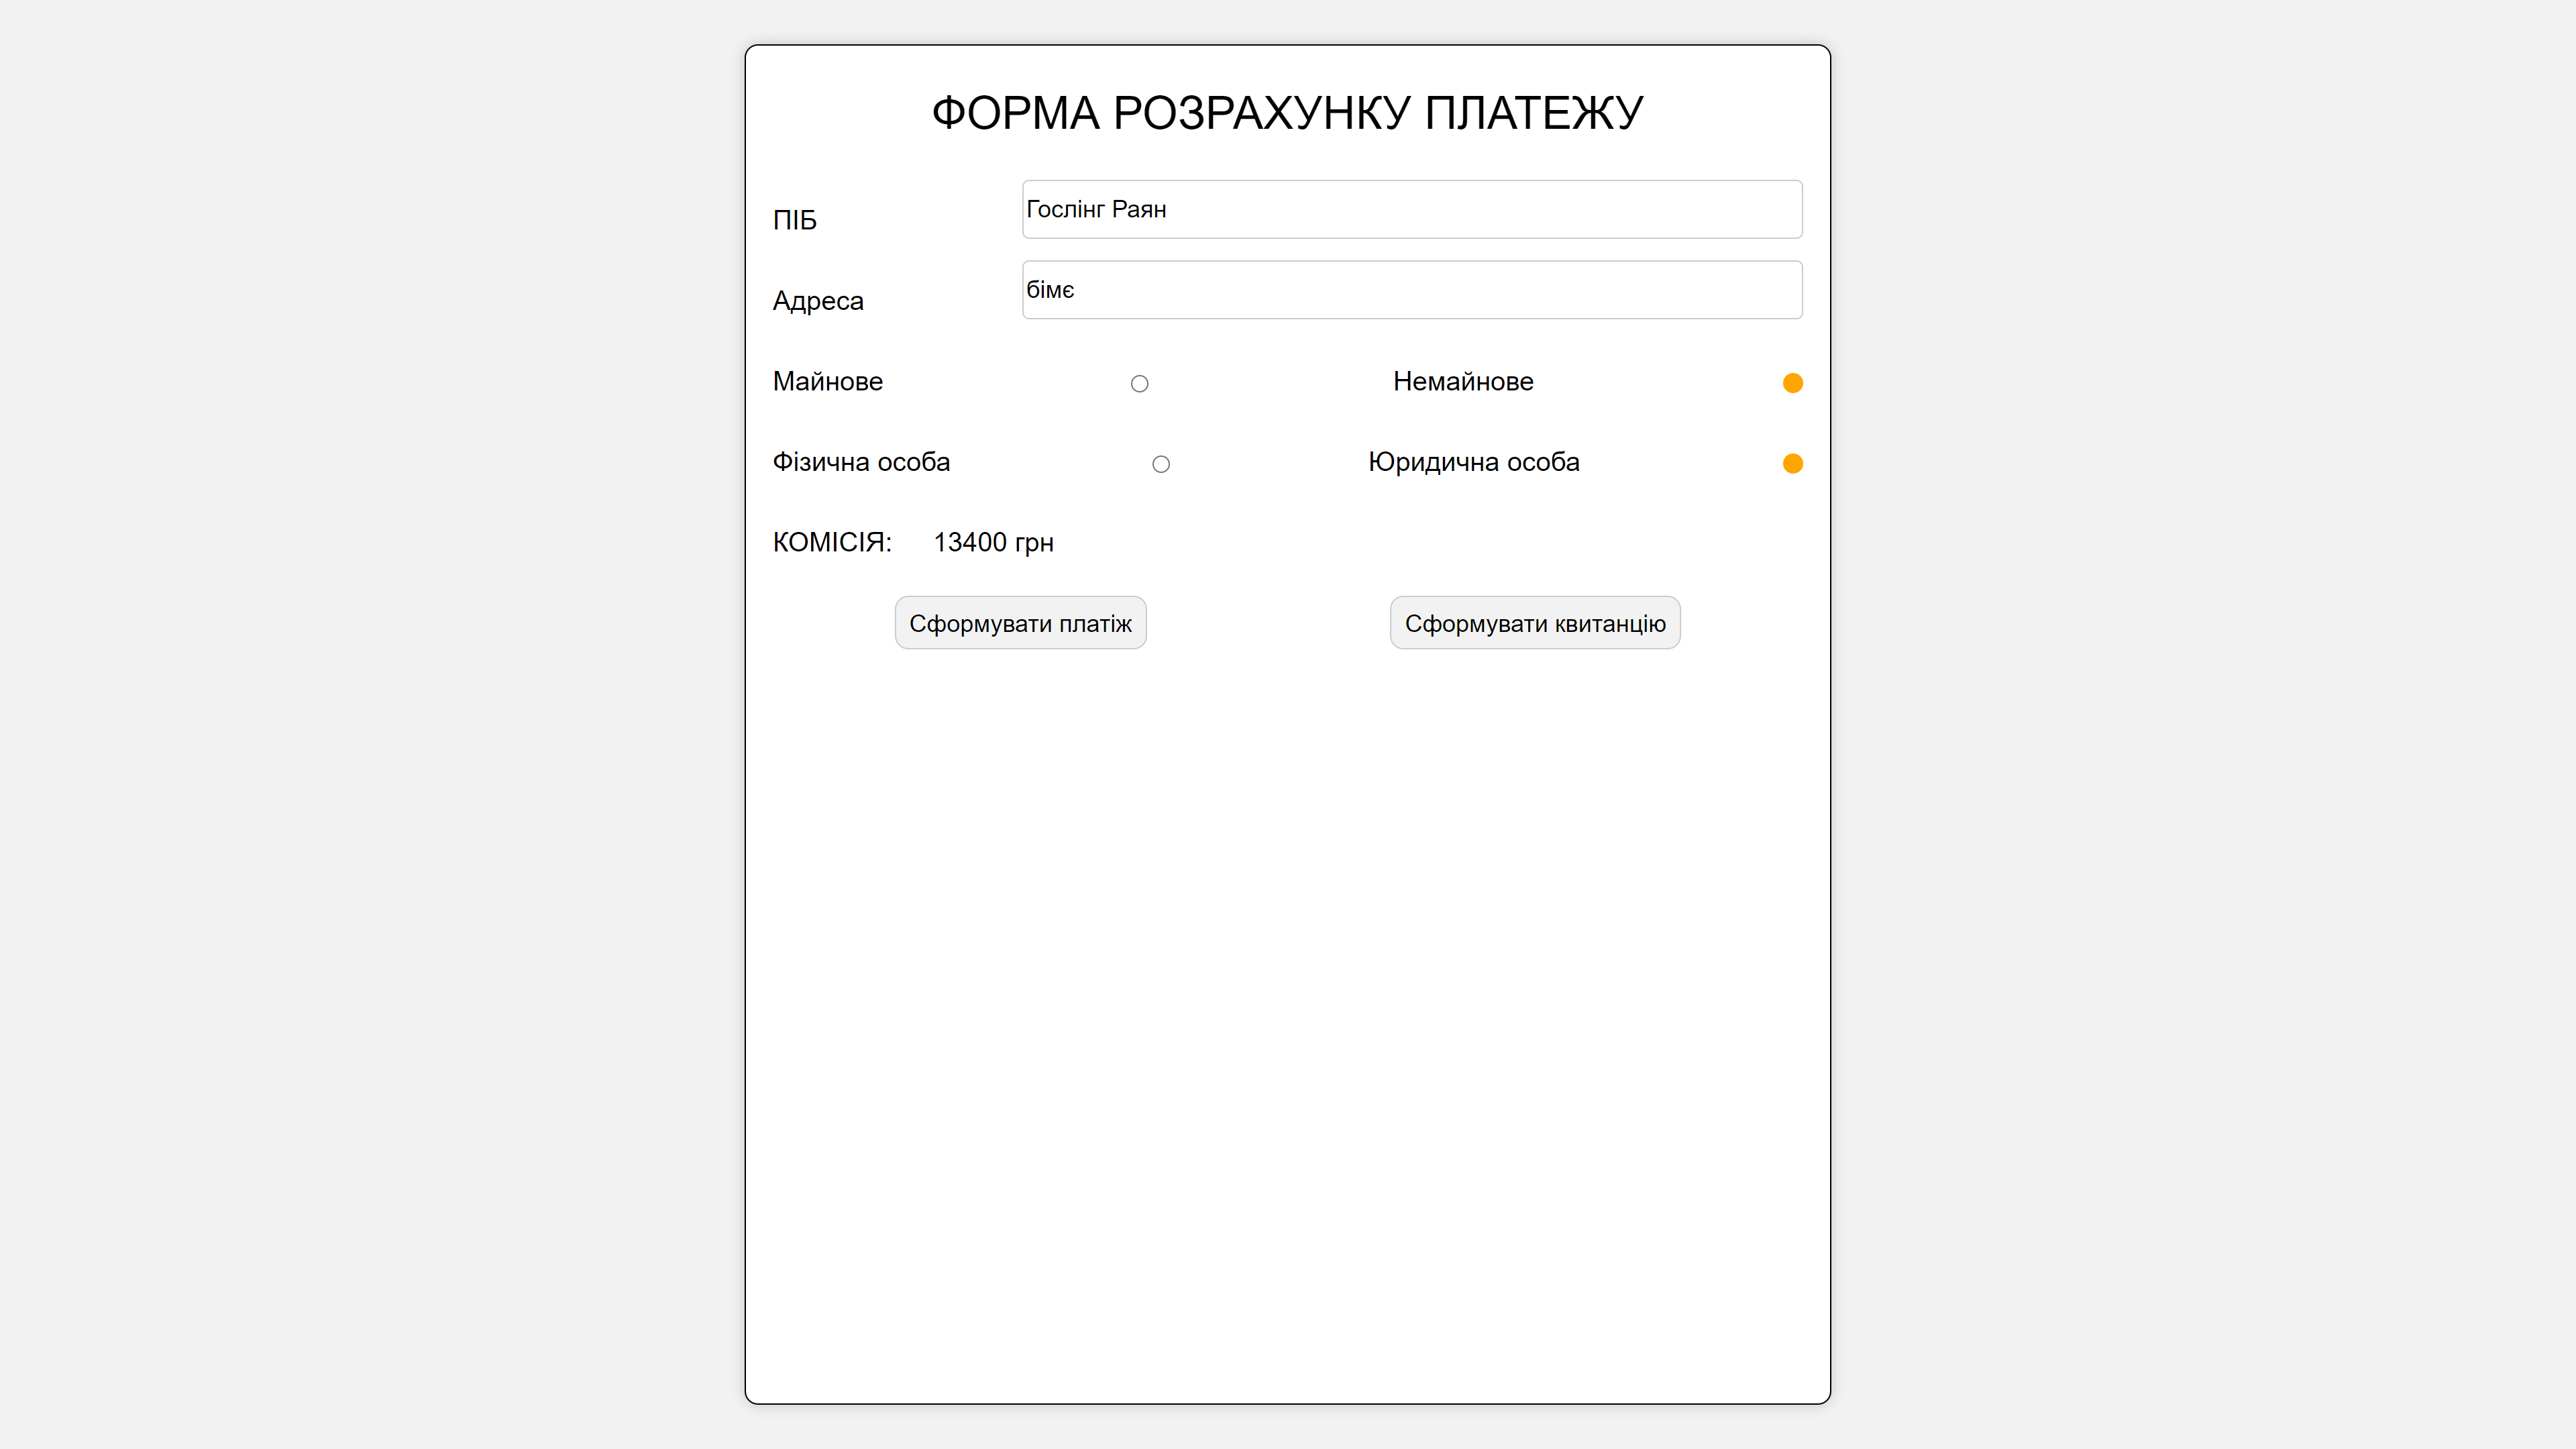 ФОРМА РОЗРАХУНКУ ПЛАТЕЖУ
ПІБ Гослінг Раян
Адреса бімє
Майнове Немайнове
Фізична особа Юридична особа
КОМІСІЯ: 13400 грн
Сформувати платіж Сформувати квитанцію